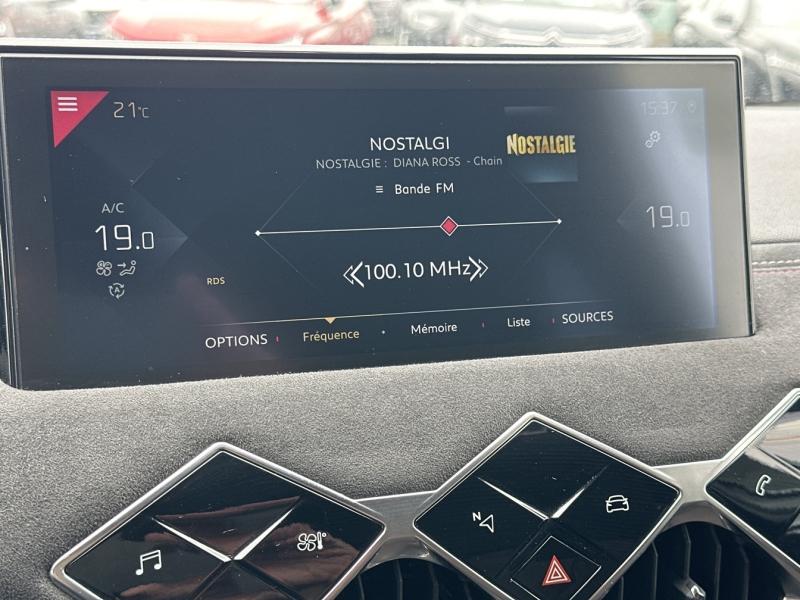 21°C
15:37
NOSTALGI
NOSTALGIE : DIANA ROSS - Chain
NOSTALGIE
Bande FM
A/C
19.0
19.0
A
RDS
100.10 MHz
OPTIONS Fréquence Mémoire Liste SOURCES
N